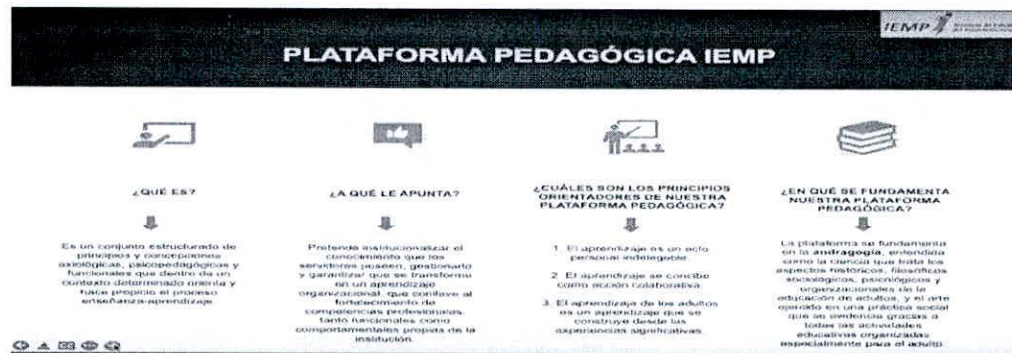 IEMP
PLATAFORMA PEDAGÓGICA IEMP
¿QUÉ ES?
Es un conjunto estructurado de
principios y concepciones
axiológicas, psicopedagógicas y
funcionales que dentro de un
contexto determinado orienta y
hace propicio el proceso
enseñanza-aprendizaje.
¿A QUÉ LE APUNTA?
Pretende institucionalizar el
conocimiento que los
servidores poseen, gestionarlo
y garantizar que se transforme
en un aprendizaje
organizacional, que conlleve al
fortalecimiento de
competencias profesionales,
tanto funcionales como
comportamentales propias de la
institución.
¿CUÁLES SON LOS PRINCIPIOS
ORIENTADORES DE NUESTRA
PLATAFORMA PEDAGÓGICA?
1. El aprendizaje es un acto
personal indelegable.
2. El aprendizaje se concibe
como acción colaborativa.
3. El aprendizaje de los adultos
es un aprendizaje que se
construye desde las
experiencias significativas.
¿EN QUÉ SE FUNDAMENTA
NUESTRA PLATAFORMA
PEDAGÓGICA?
La plataforma se fundamenta
en la andragogía, entendida
como la ciencia que trata los
aspectos históricos, filosóficos
sociológicos, psicológicos y
organizacionales de la
educación de adultos, y el arte
ejercido en una práctica social
que se evidencia gracias a
todas las actividades
educativas organizadas
especialmente para el adulto.